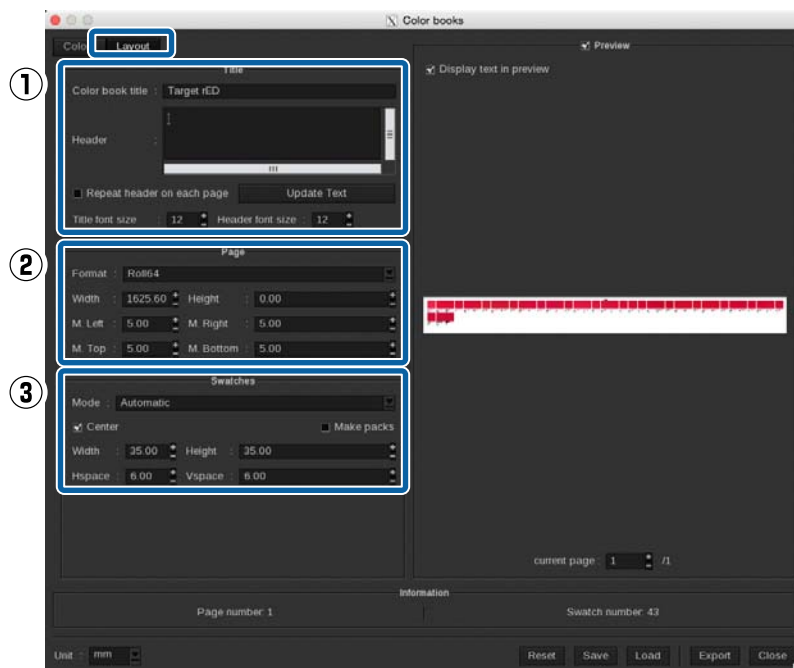 Color books
Color Layout
Preview
Title
Display text in preview
①
Color book title : Target rED
Header :
Repeat header on each page Update Text
Title font size : 12 Header font size : 12
②
Page
Format : Roll64
Width : 1625.60 Height : 0.00
M. Left : 5.00 M. Right : 5.00
M. Top : 5.00 M. Bottom : 5.00
③
Swatches
Mode : Automatic
Center Make packs
Width : 35.00 Height : 35.00
Hspace : 6.00 Vspace : 6.00
current page : 1 /1
Information
Page number: 1 Swatch number: 43
Unit : mm Reset Save Load Export Close